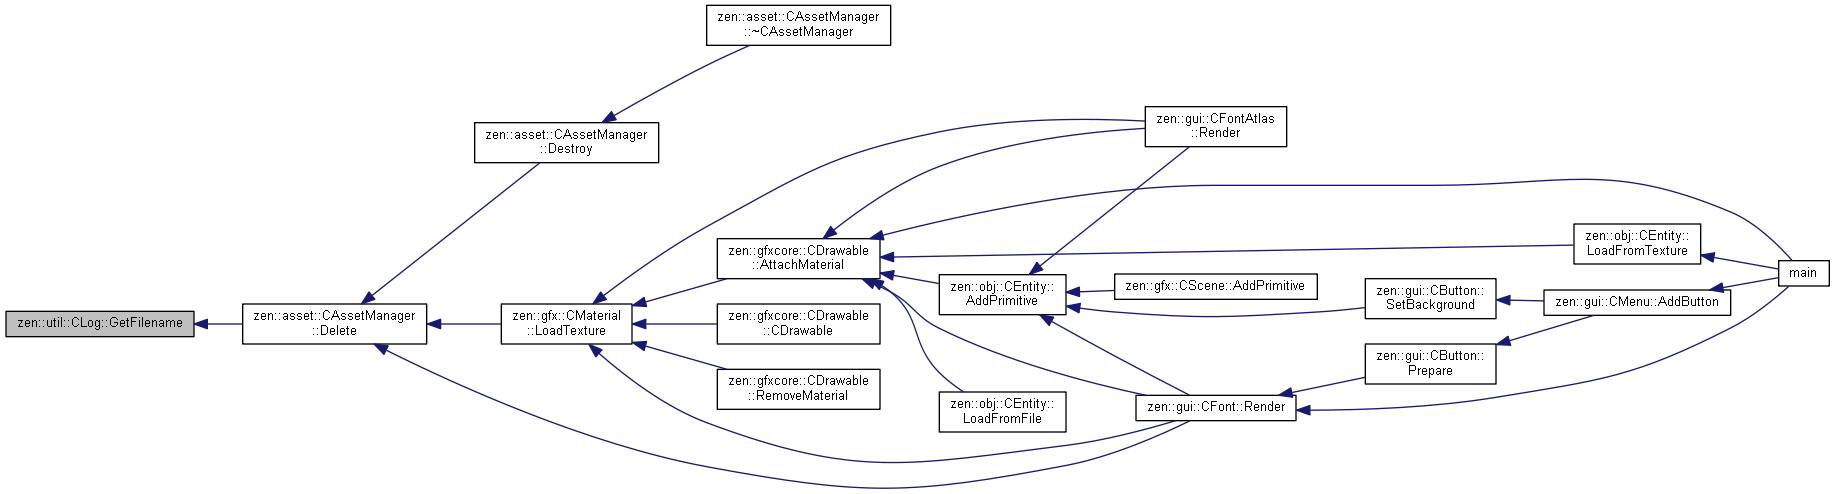 zen::asset::CAssetManager
::~CAssetManager
zen::asset::CAssetManager
::Destroy
zen::util::CLog::GetFilename
zen::asset::CAssetManager
::Delete
zen::gfx::CMaterial
::LoadTexture
zen::gfxcore::CDrawable
::AttachMaterial
zen::gfxcore::CDrawable
::CDrawable
zen::gfxcore::CDrawable
::RemoveMaterial
zen::obj::CEntity::
AddPrimitive
zen::obj::CEntity::
LoadFromFile
zen::gui::CFontAtlas
::Render
zen::gfx::CScene::AddPrimitive
zen::gui::CFont::Render
zen::gui::CButton::
SetBackground
zen::gui::CButton::
Prepare
zen::obj::CEntity::
LoadFromTexture
zen::gui::CMenu::AddButton
main